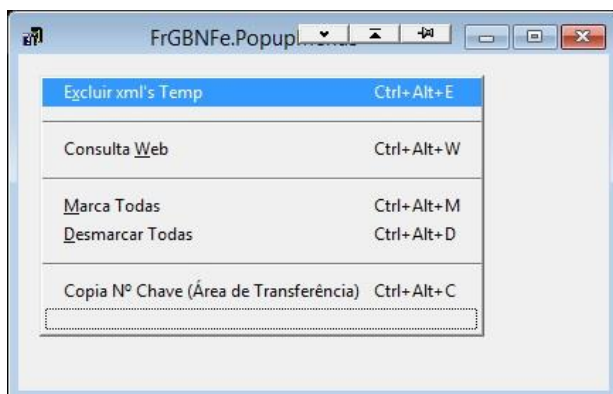 FrGBNFe.Popup
Excluir xml's Temp Ctrl+Alt+E
Consulta Web Ctrl+Alt+W
Marca Todas Ctrl+Alt+M
Desmarcar Todas Ctrl+Alt+D
Copia Nº Chave (Área de Transferência) Ctrl+Alt+C